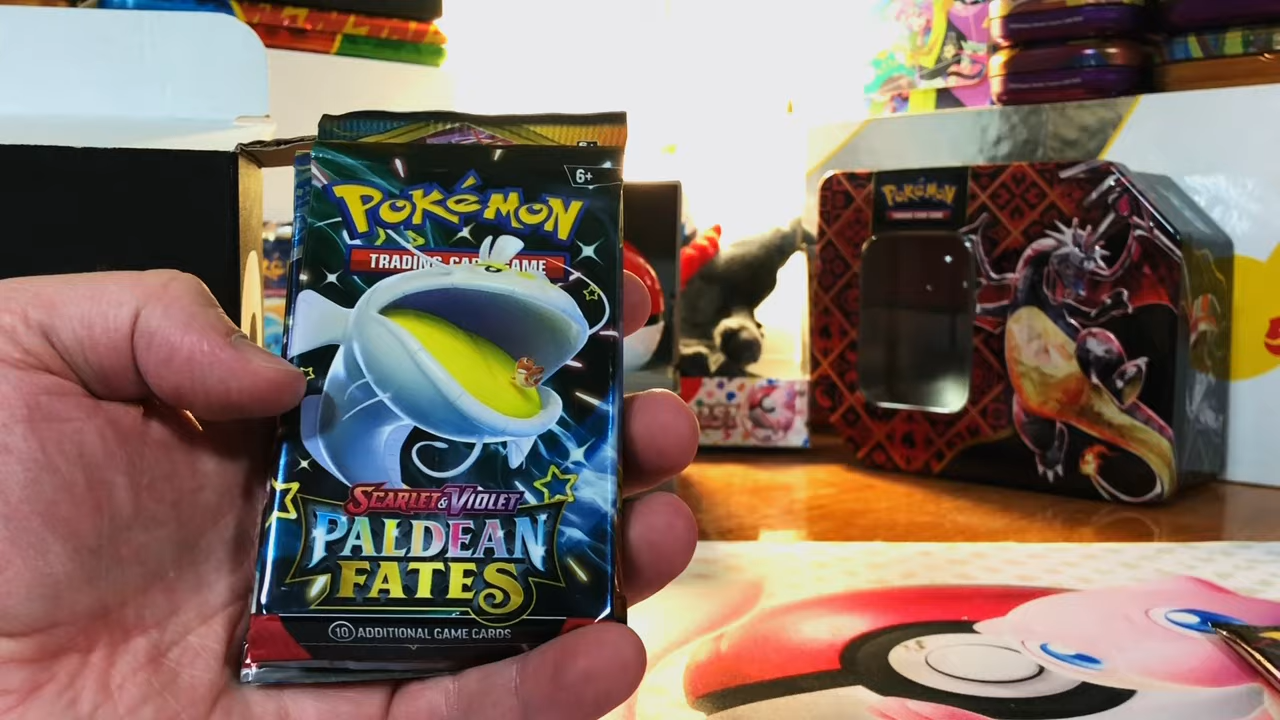 6+
POKéMON
TRADING CARD GAME
SCARLET & VIOLET
PALDEAN
FATES
10 ADDITIONAL GAME CARDS
POKéMON